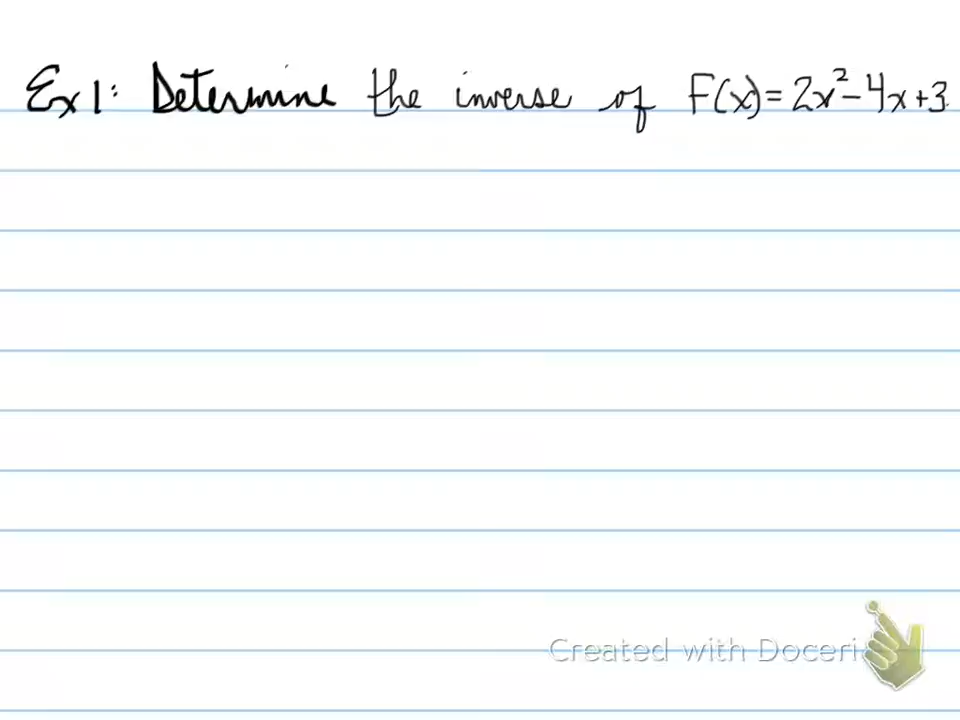 Ex 1: Determine the inverse of F(x)=2x²-4x+3
Created with Doceri